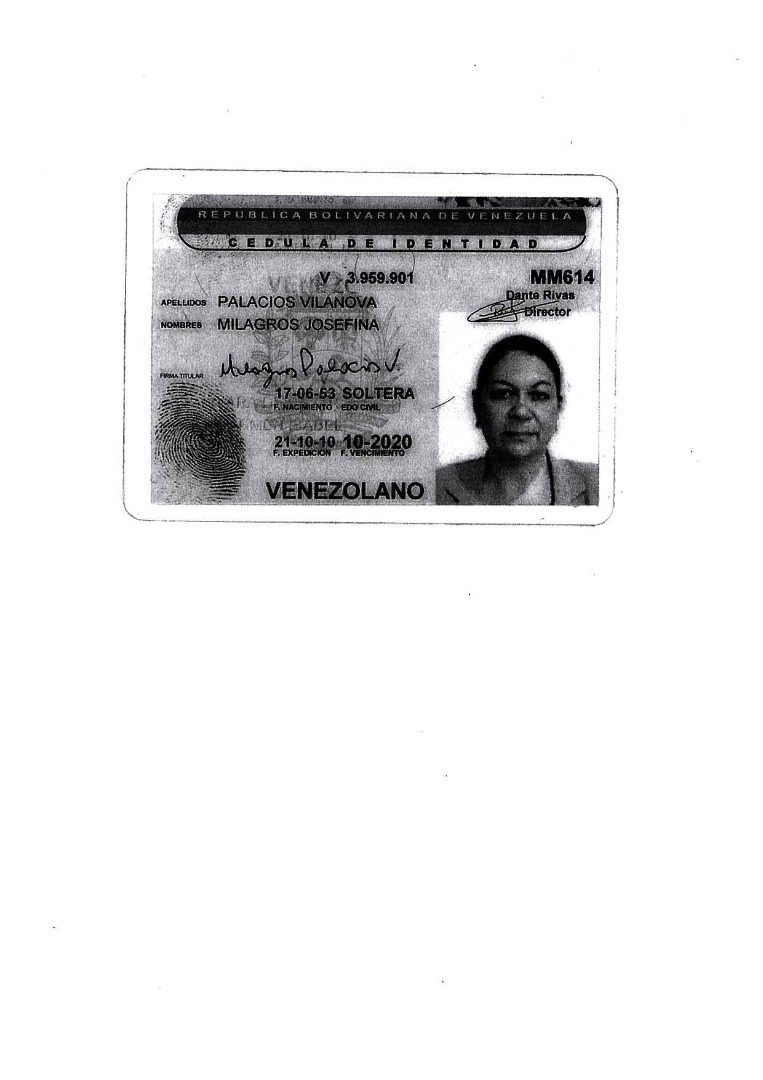 REPUBLICA BOLIVARIANA DE VENEZUELA
CEDULA DE IDENTIDAD
V 3.959.901
MM614
Dante Rivas
Director
APELLIDOS PALACIOS VILANOVA
NOMBRES MILAGROS JOSEFINA
FIRMA TITULAR Milagros Palacios V.
17-06-53 SOLTERA
F. NACIMIENTO EDO CIVIL
21-10-10 10-2020
F. EXPEDICION F. VENCIMIENTO
VENEZOLANO